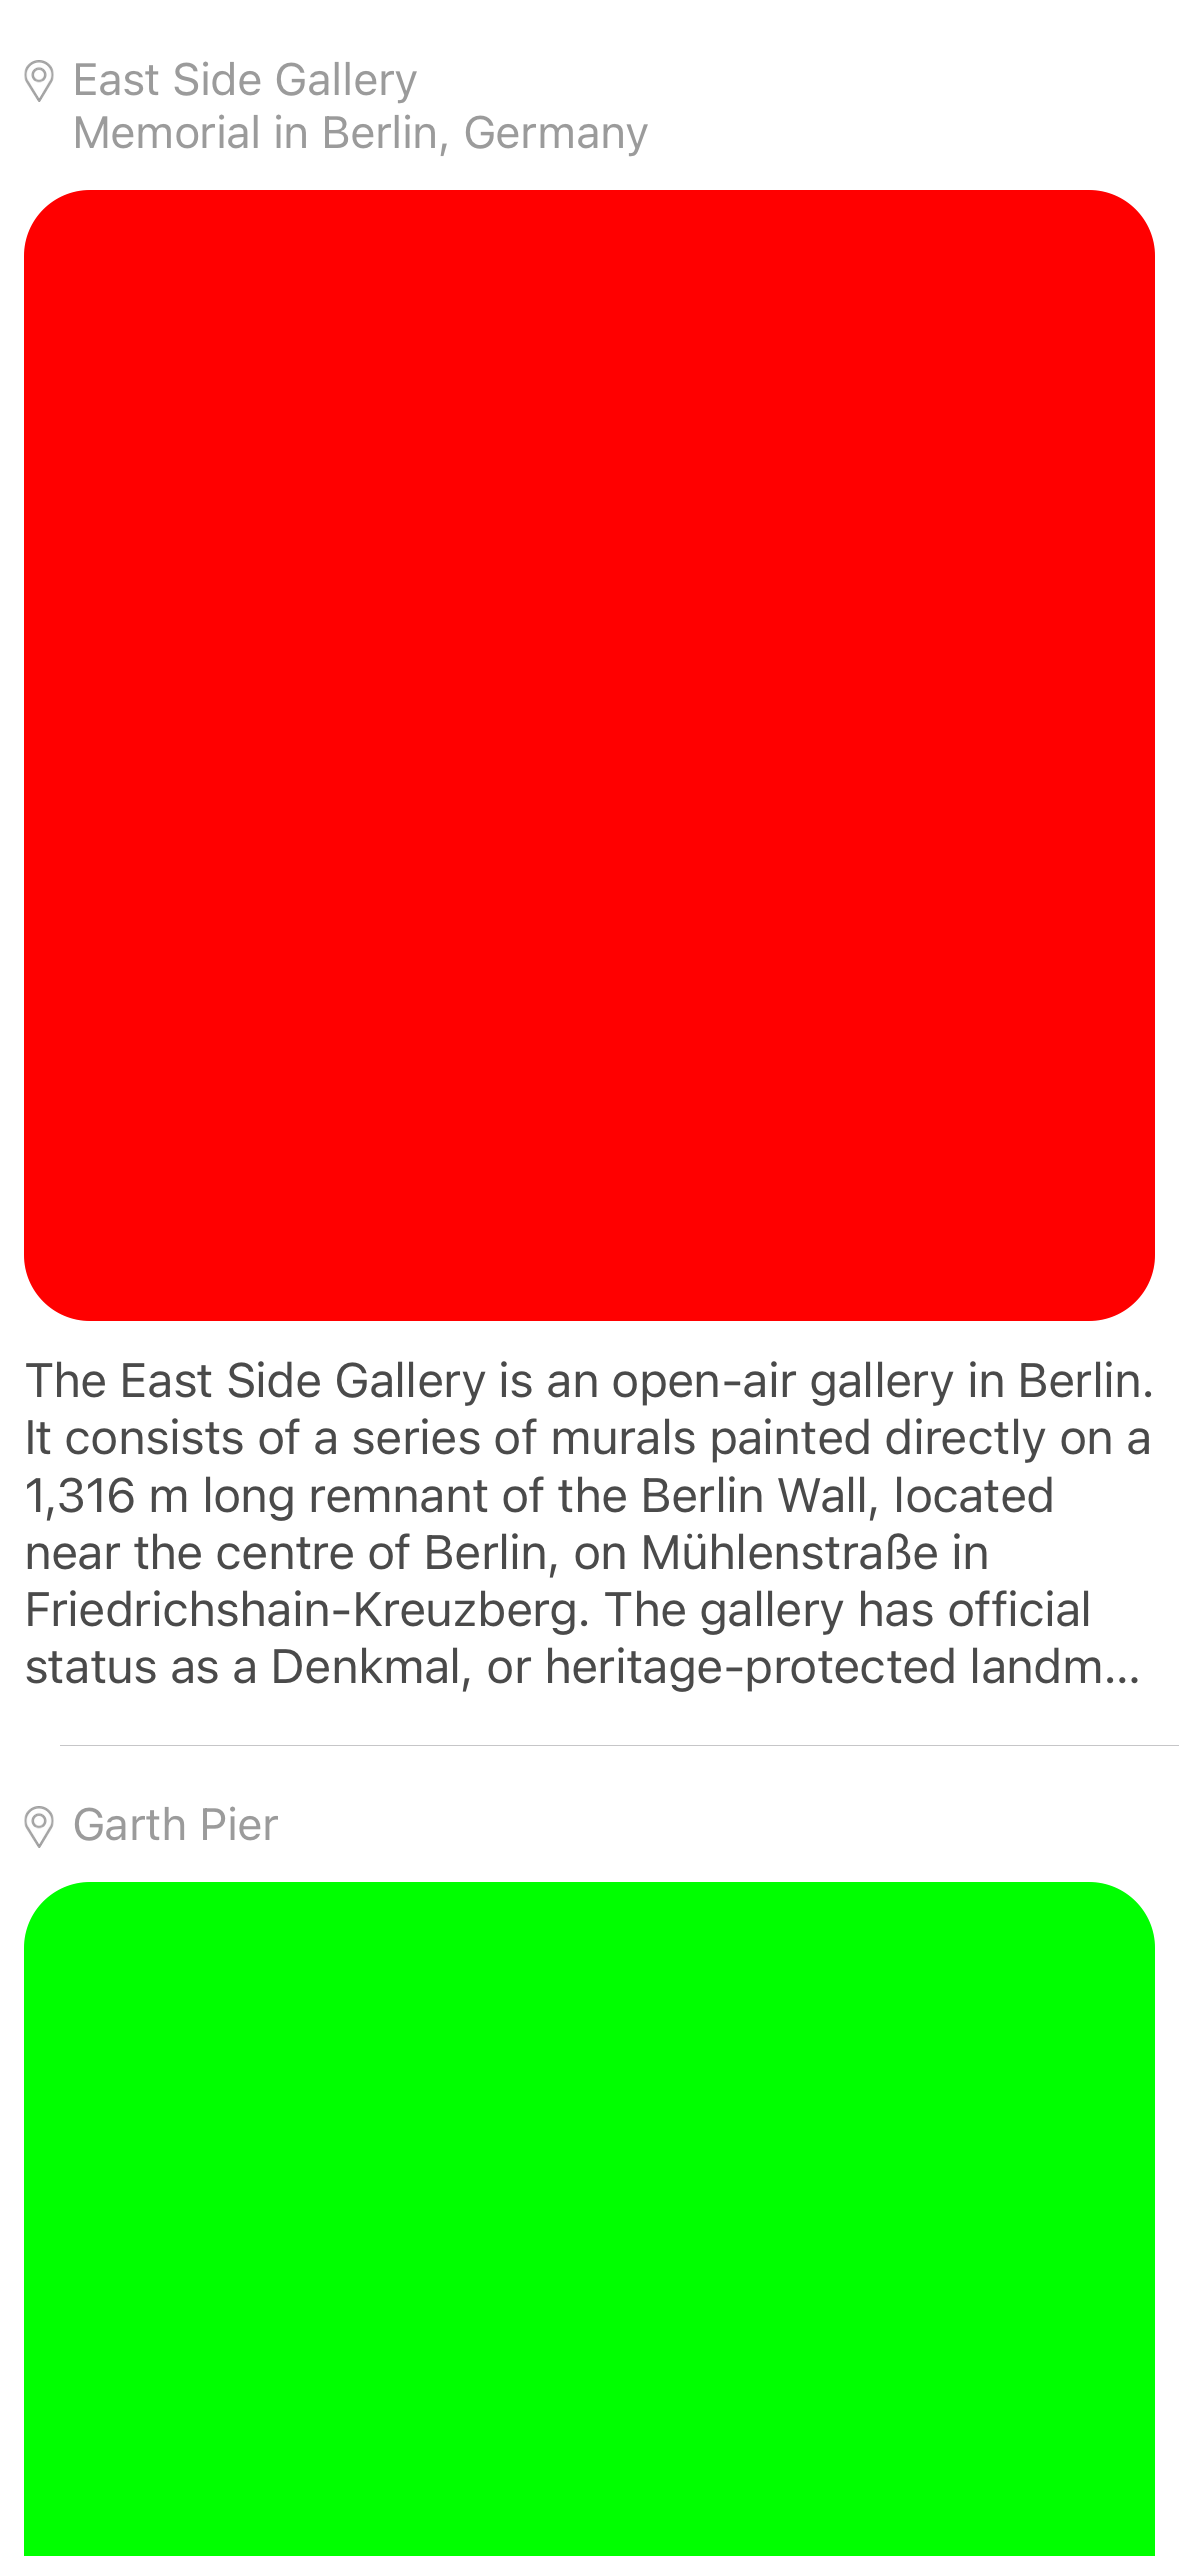 East Side Gallery
Memorial in Berlin, Germany
The East Side Gallery is an open-air gallery in Berlin.
It consists of a series of murals painted directly on a
1,316 m long remnant of the Berlin Wall, located
near the centre of Berlin, on Mühlenstraße in
Friedrichshain-Kreuzberg. The gallery has official
status as a Denkmal, or heritage-protected landm...
Garth Pier